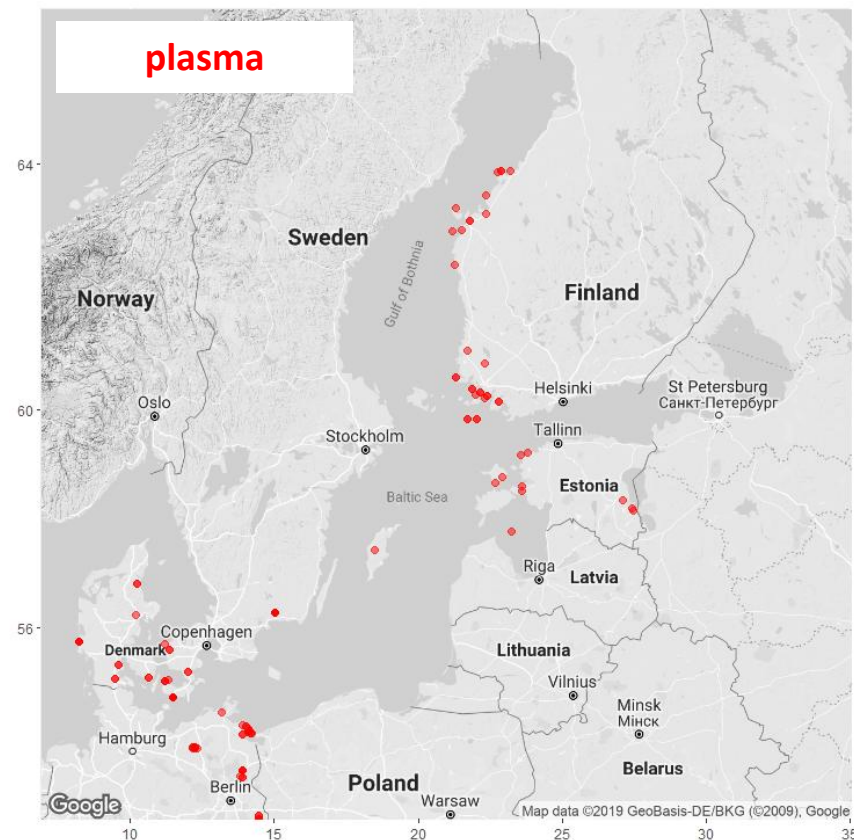 plasma
64
Sweden
Gulf of Bothnia
Norway
Finland
Helsinki
St Petersburg
Санкт-Петербург
60
Oslo
Stockholm
Tallinn
Baltic Sea
Estonia
Riga
Latvia
56
Copenhagen
Denmark
Lithuania
Vilnius
Minsk
Мінск
Hamburg
Belarus
Poland
Berlin
Warsaw
Google
Map data ©2019 GeoBasis-DE/BKG (©2009), Google
10
15
20
25
30
35